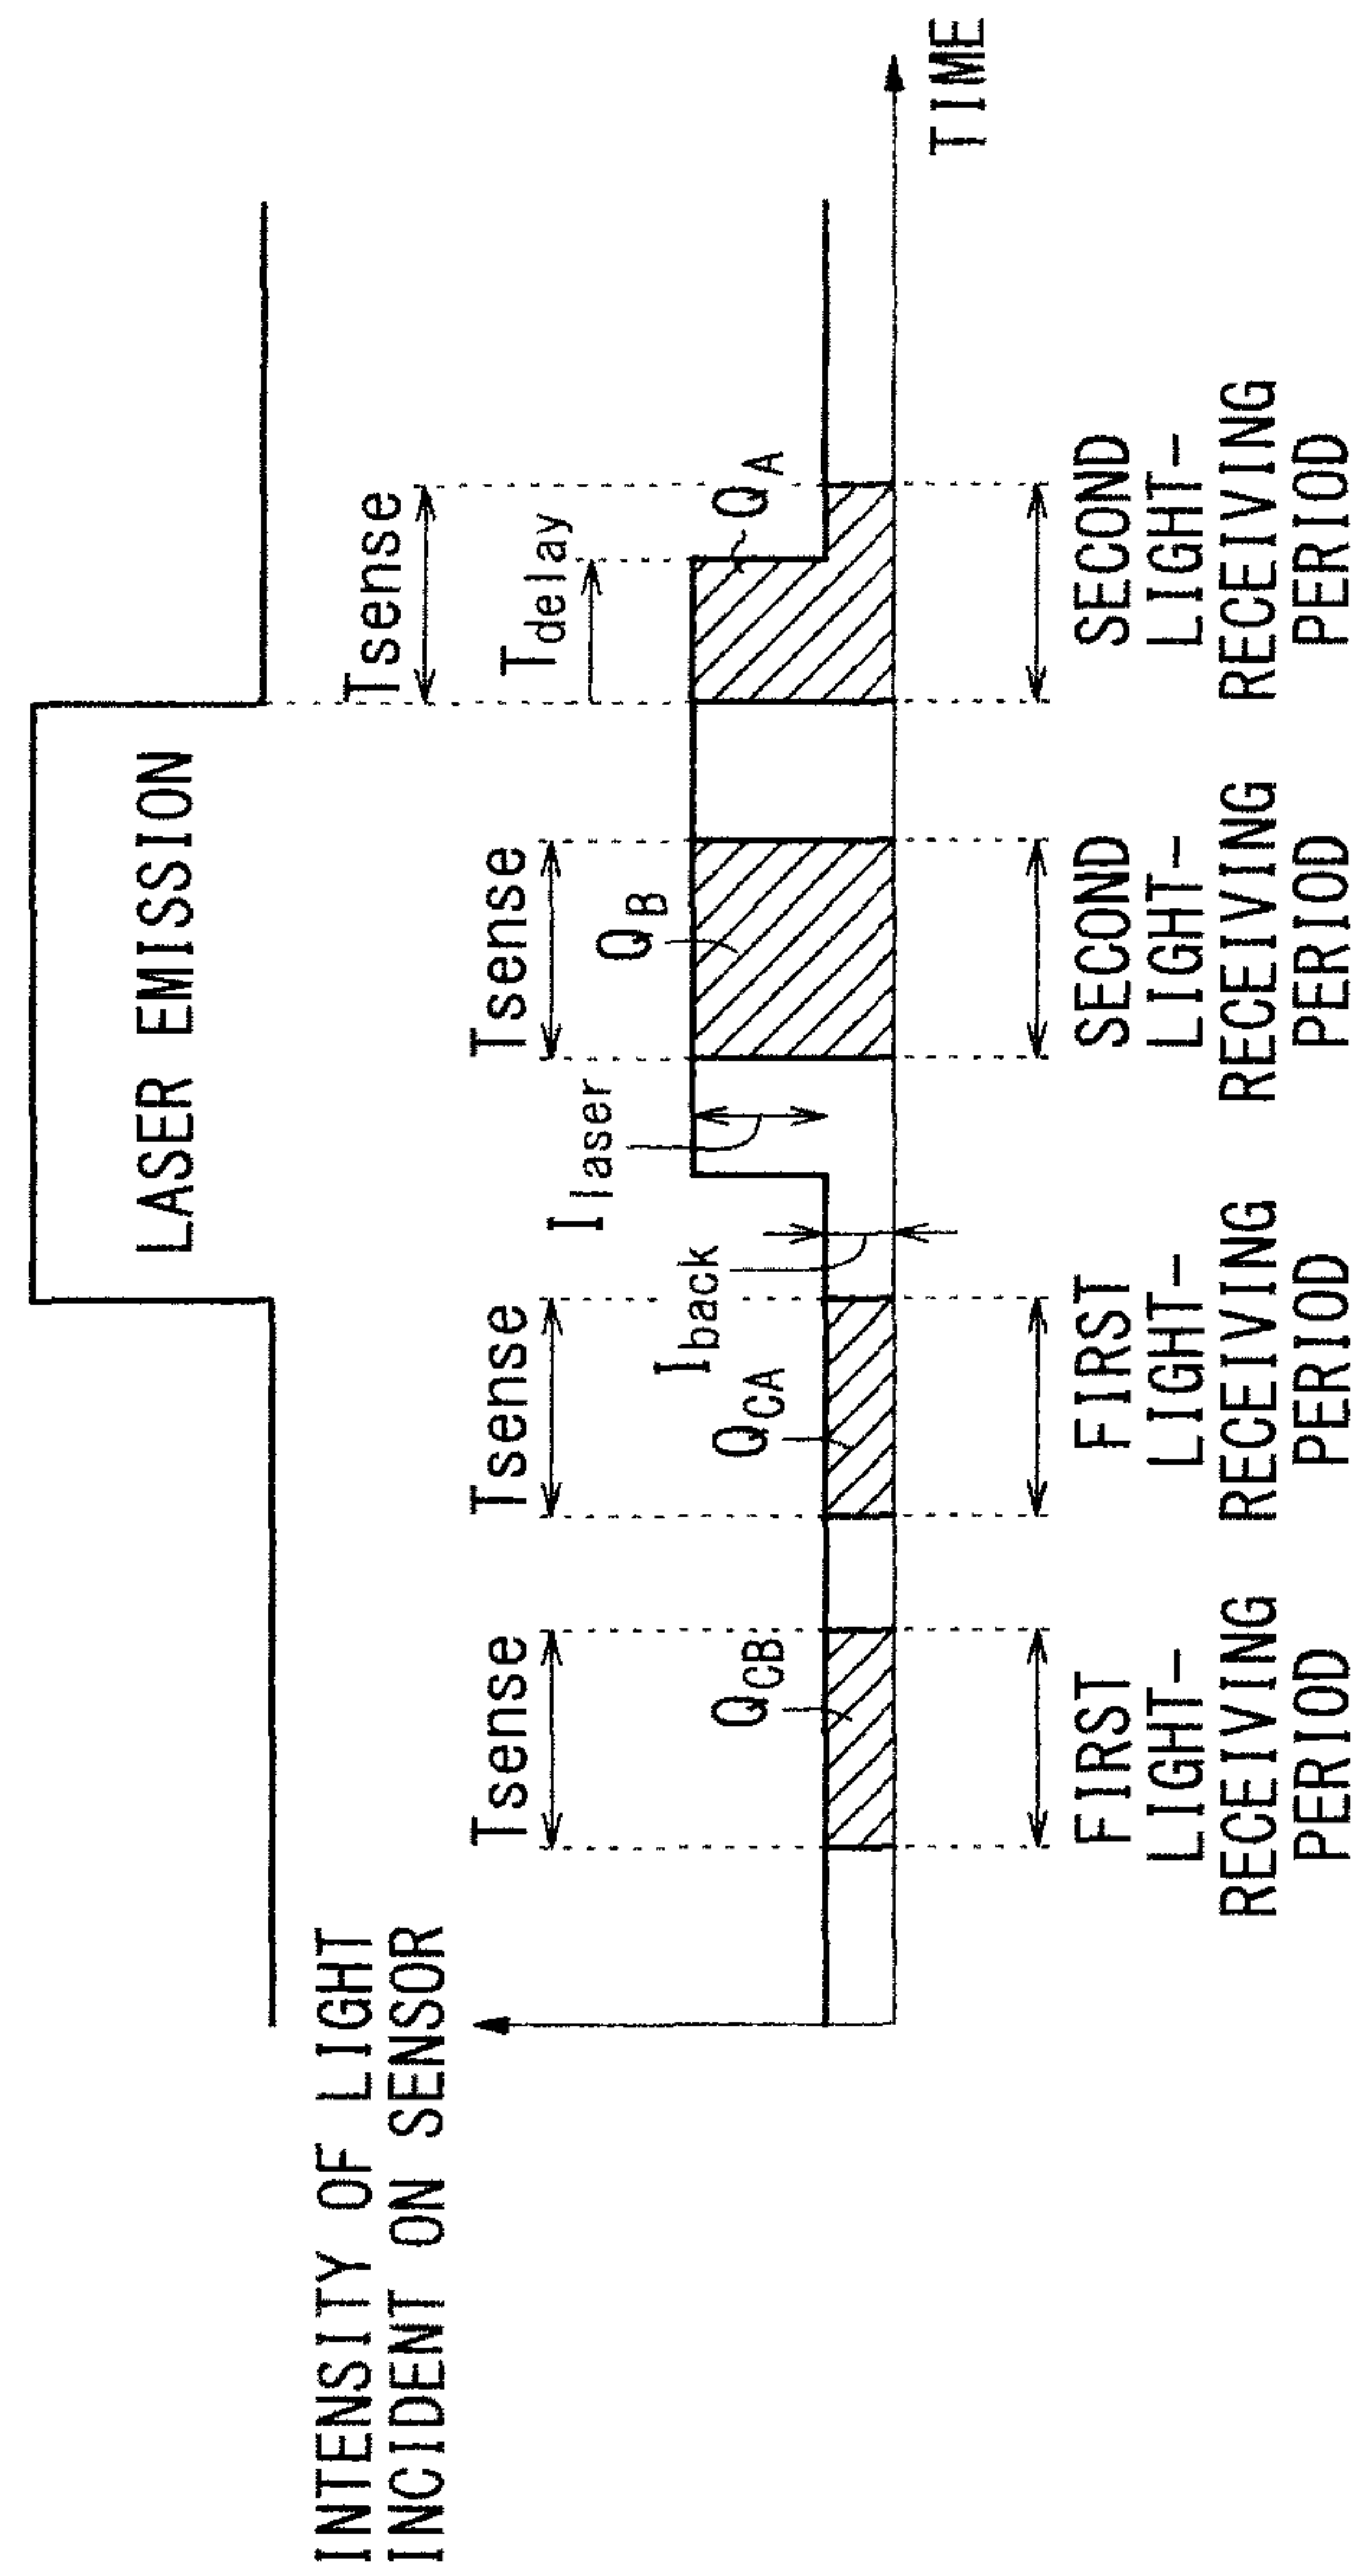 LASER EMISSION
INTENSITY OF LIGHT
INCIDENT ON SENSOR
Tsense
Tsense
Tsense
Tsense
Tdelay
Ilaser
Iback
QCB
QCA
QB
QA
TIME
FIRST
LIGHT-
RECEIVING
PERIOD
FIRST
LIGHT-
RECEIVING
PERIOD
SECOND
LIGHT-
RECEIVING
PERIOD
SECOND
LIGHT-
RECEIVING
PERIOD